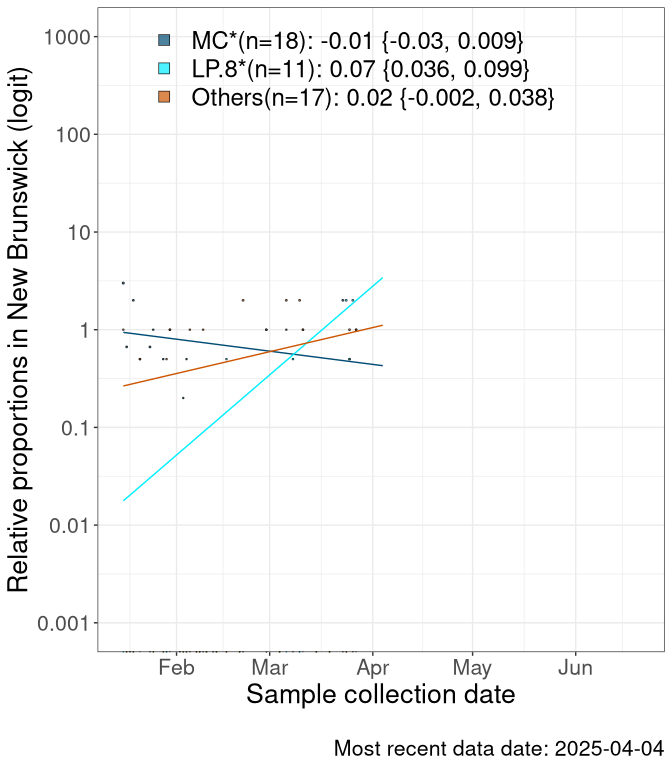 MC*(n=18): -0.01 {-0.03, 0.009}
LP.8*(n=11): 0.07 {0.036, 0.099}
Others(n=17): 0.02 {-0.002, 0.038}
Relative proportions in New Brunswick (logit)
1000
100
10
1
0.1
0.01
0.001
Feb Mar Apr May Jun
Sample collection date
Most recent data date: 2025-04-04